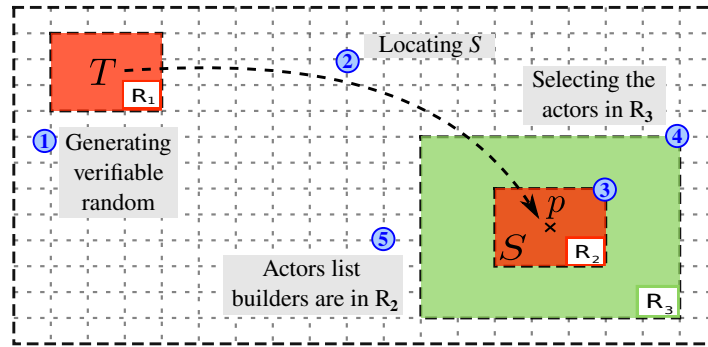 T
R1
1
Generating
verifiable
random
2
Locating S
Selecting the
actors in R3
4
3
p
S
R2
5
Actors list
builders are in R2
R3